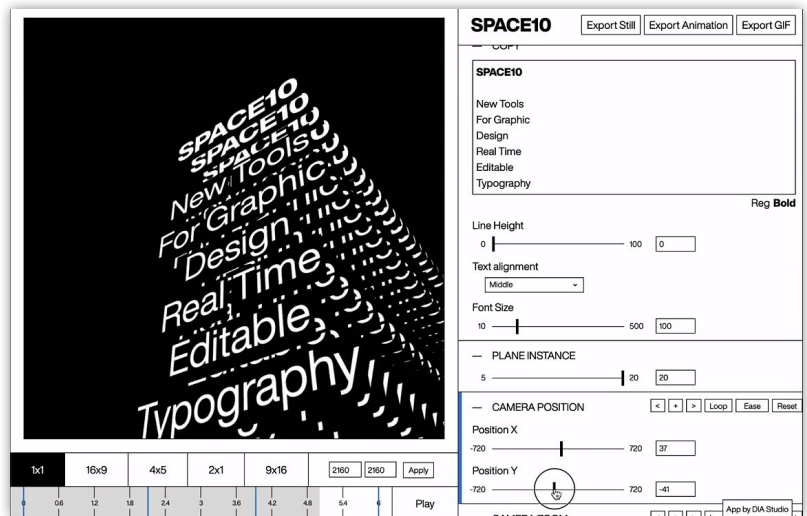 SPACE10
SPACE10
SPACE10
New Tools
For Graphic
Design
Real Time
Editable
Typography
1x1
16x9
4x5
2x1
9x16
2160
2160
Apply
0
0.6
1.2
1.8
2.4
3
3.6
4.2
4.8
5.4
6
Play
SPACE10
Export Still
Export Animation
Export GIF
— COPY
SPACE10
New Tools
For Graphic
Design
Real Time
Editable
Typography
Reg Bold
Line Height
0 100 0
Text alignment
Middle
Font Size
10 500 100
— PLANE INSTANCE
5 20 20
— CAMERA POSITION < + > Loop Ease Reset
Position X
-720 720 37
Position Y
-720 720 -41
CAMERA ZOOM
App by DIA Studio